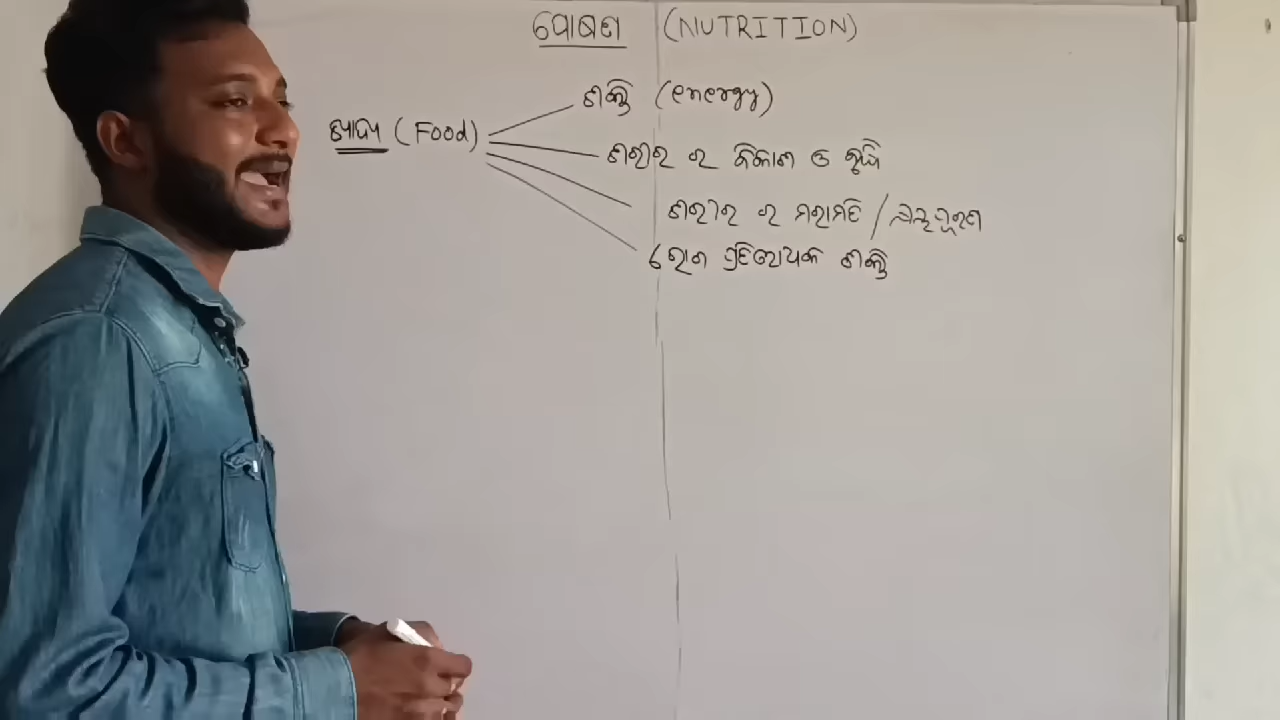 ପୋଷଣ (NUTRITION)
ଶକ୍ତି (energy)
ଖାଦ୍ୟ (Food)
ଶରୀର ର ବିକାଶ ଓ ବୃଦ୍ଧି
ଶରୀର ର ମରାମତି /
ରୋଗ ପ୍ରତିରୋଧକ ଶକ୍ତି